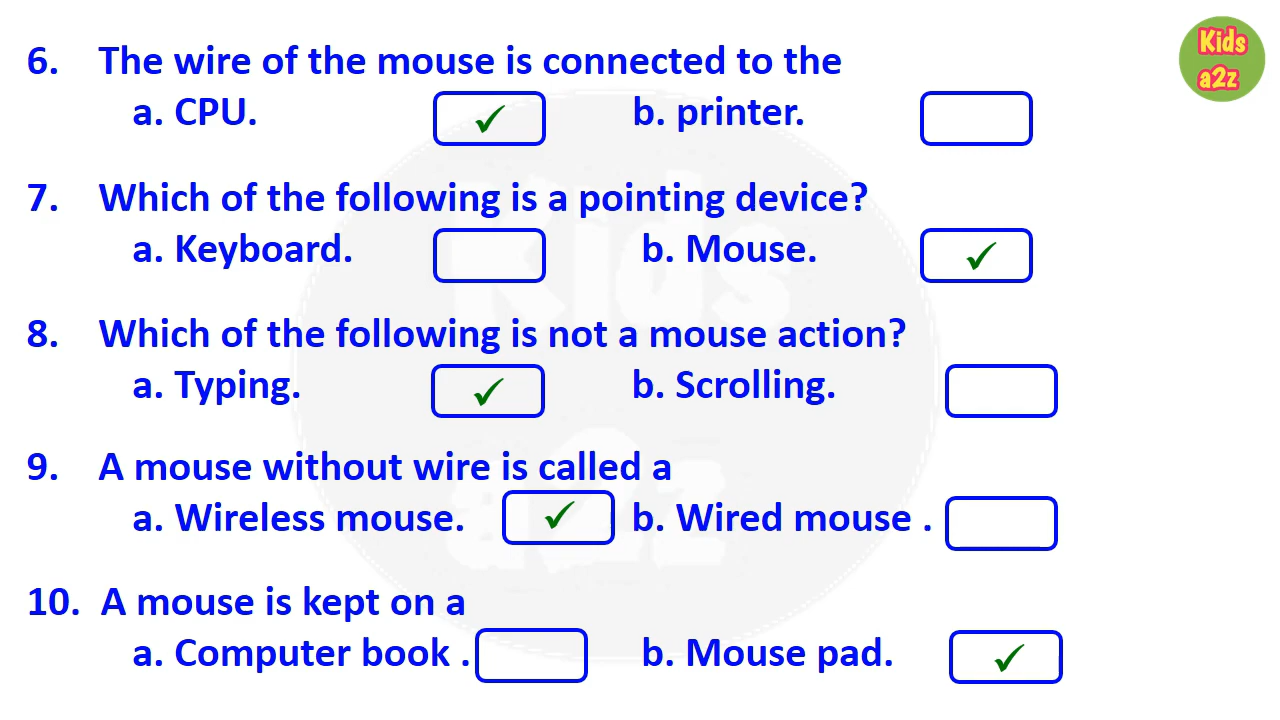 Kids
a2z
6. The wire of the mouse is connected to the
a. CPU. ✓ b. printer.
7. Which of the following is a pointing device?
a. Keyboard. b. Mouse. ✓
8. Which of the following is not a mouse action?
a. Typing. ✓ b. Scrolling.
9. A mouse without wire is called a
a. Wireless mouse. ✓ b. Wired mouse .
10. A mouse is kept on a
a. Computer book . b. Mouse pad. ✓
Kids
a2z